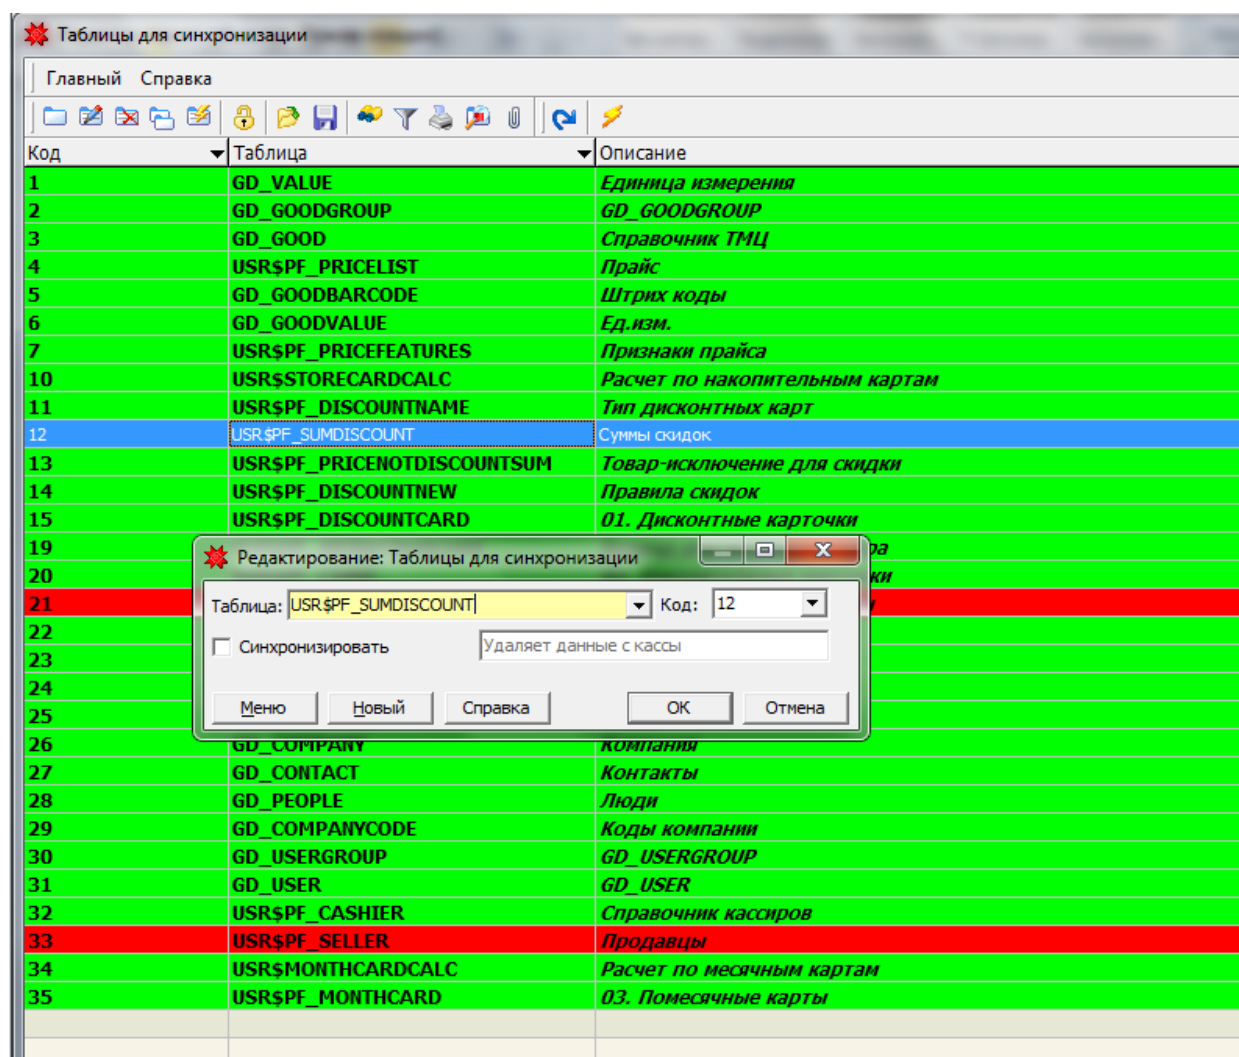 Таблицы для синхронизации
Главный Справка
Код Таблица Описание
1 GD_VALUE Единица измерения
2 GD_GOODGROUP GD_GOODGROUP
3 GD_GOOD Справочник ТМЦ
4 USR$PF_PRICELIST Прайс
5 GD_GOODBARCODE Штрих коды
6 GD_GOODVALUE Ед.изм.
7 USR$PF_PRICEFEATURES Признаки прайса
10 USR$STORECARDCALC Расчет по накопительным картам
11 USR$PF_DISCOUNTNAME Тип дисконтных карт
12 USR$PF_SUMDISCOUNT Суммы скидок
13 USR$PF_PRICENOTDISCOUNTSUM Товар-исключение для скидки
14 USR$PF_DISCOUNTNEW Правила скидок
15 USR$PF_DISCOUNTCARD 01. Дисконтные карточки
19
Редактирование: Таблицы для синхронизации
20
21
Таблица: USR$PF_SUMDISCOUNT Код: 12
22
Синхронизировать Удаляет данные с кассы
23
24
25
Меню Новый Справка OK Отмена
26 GD_COMPANY Компания
27 GD_CONTACT Контакты
28 GD_PEOPLE Люди
29 GD_COMPANYCODE Коды компании
30 GD_USERGROUP GD_USERGROUP
31 GD_USER GD_USER
32 USR$PF_CASHIER Справочник кассиров
33 USR$PF_SELLER Продавцы
34 USR$MONTHCARDCALC Расчет по месячным картам
35 USR$PF_MONTHCARD 03. Помесячные карты